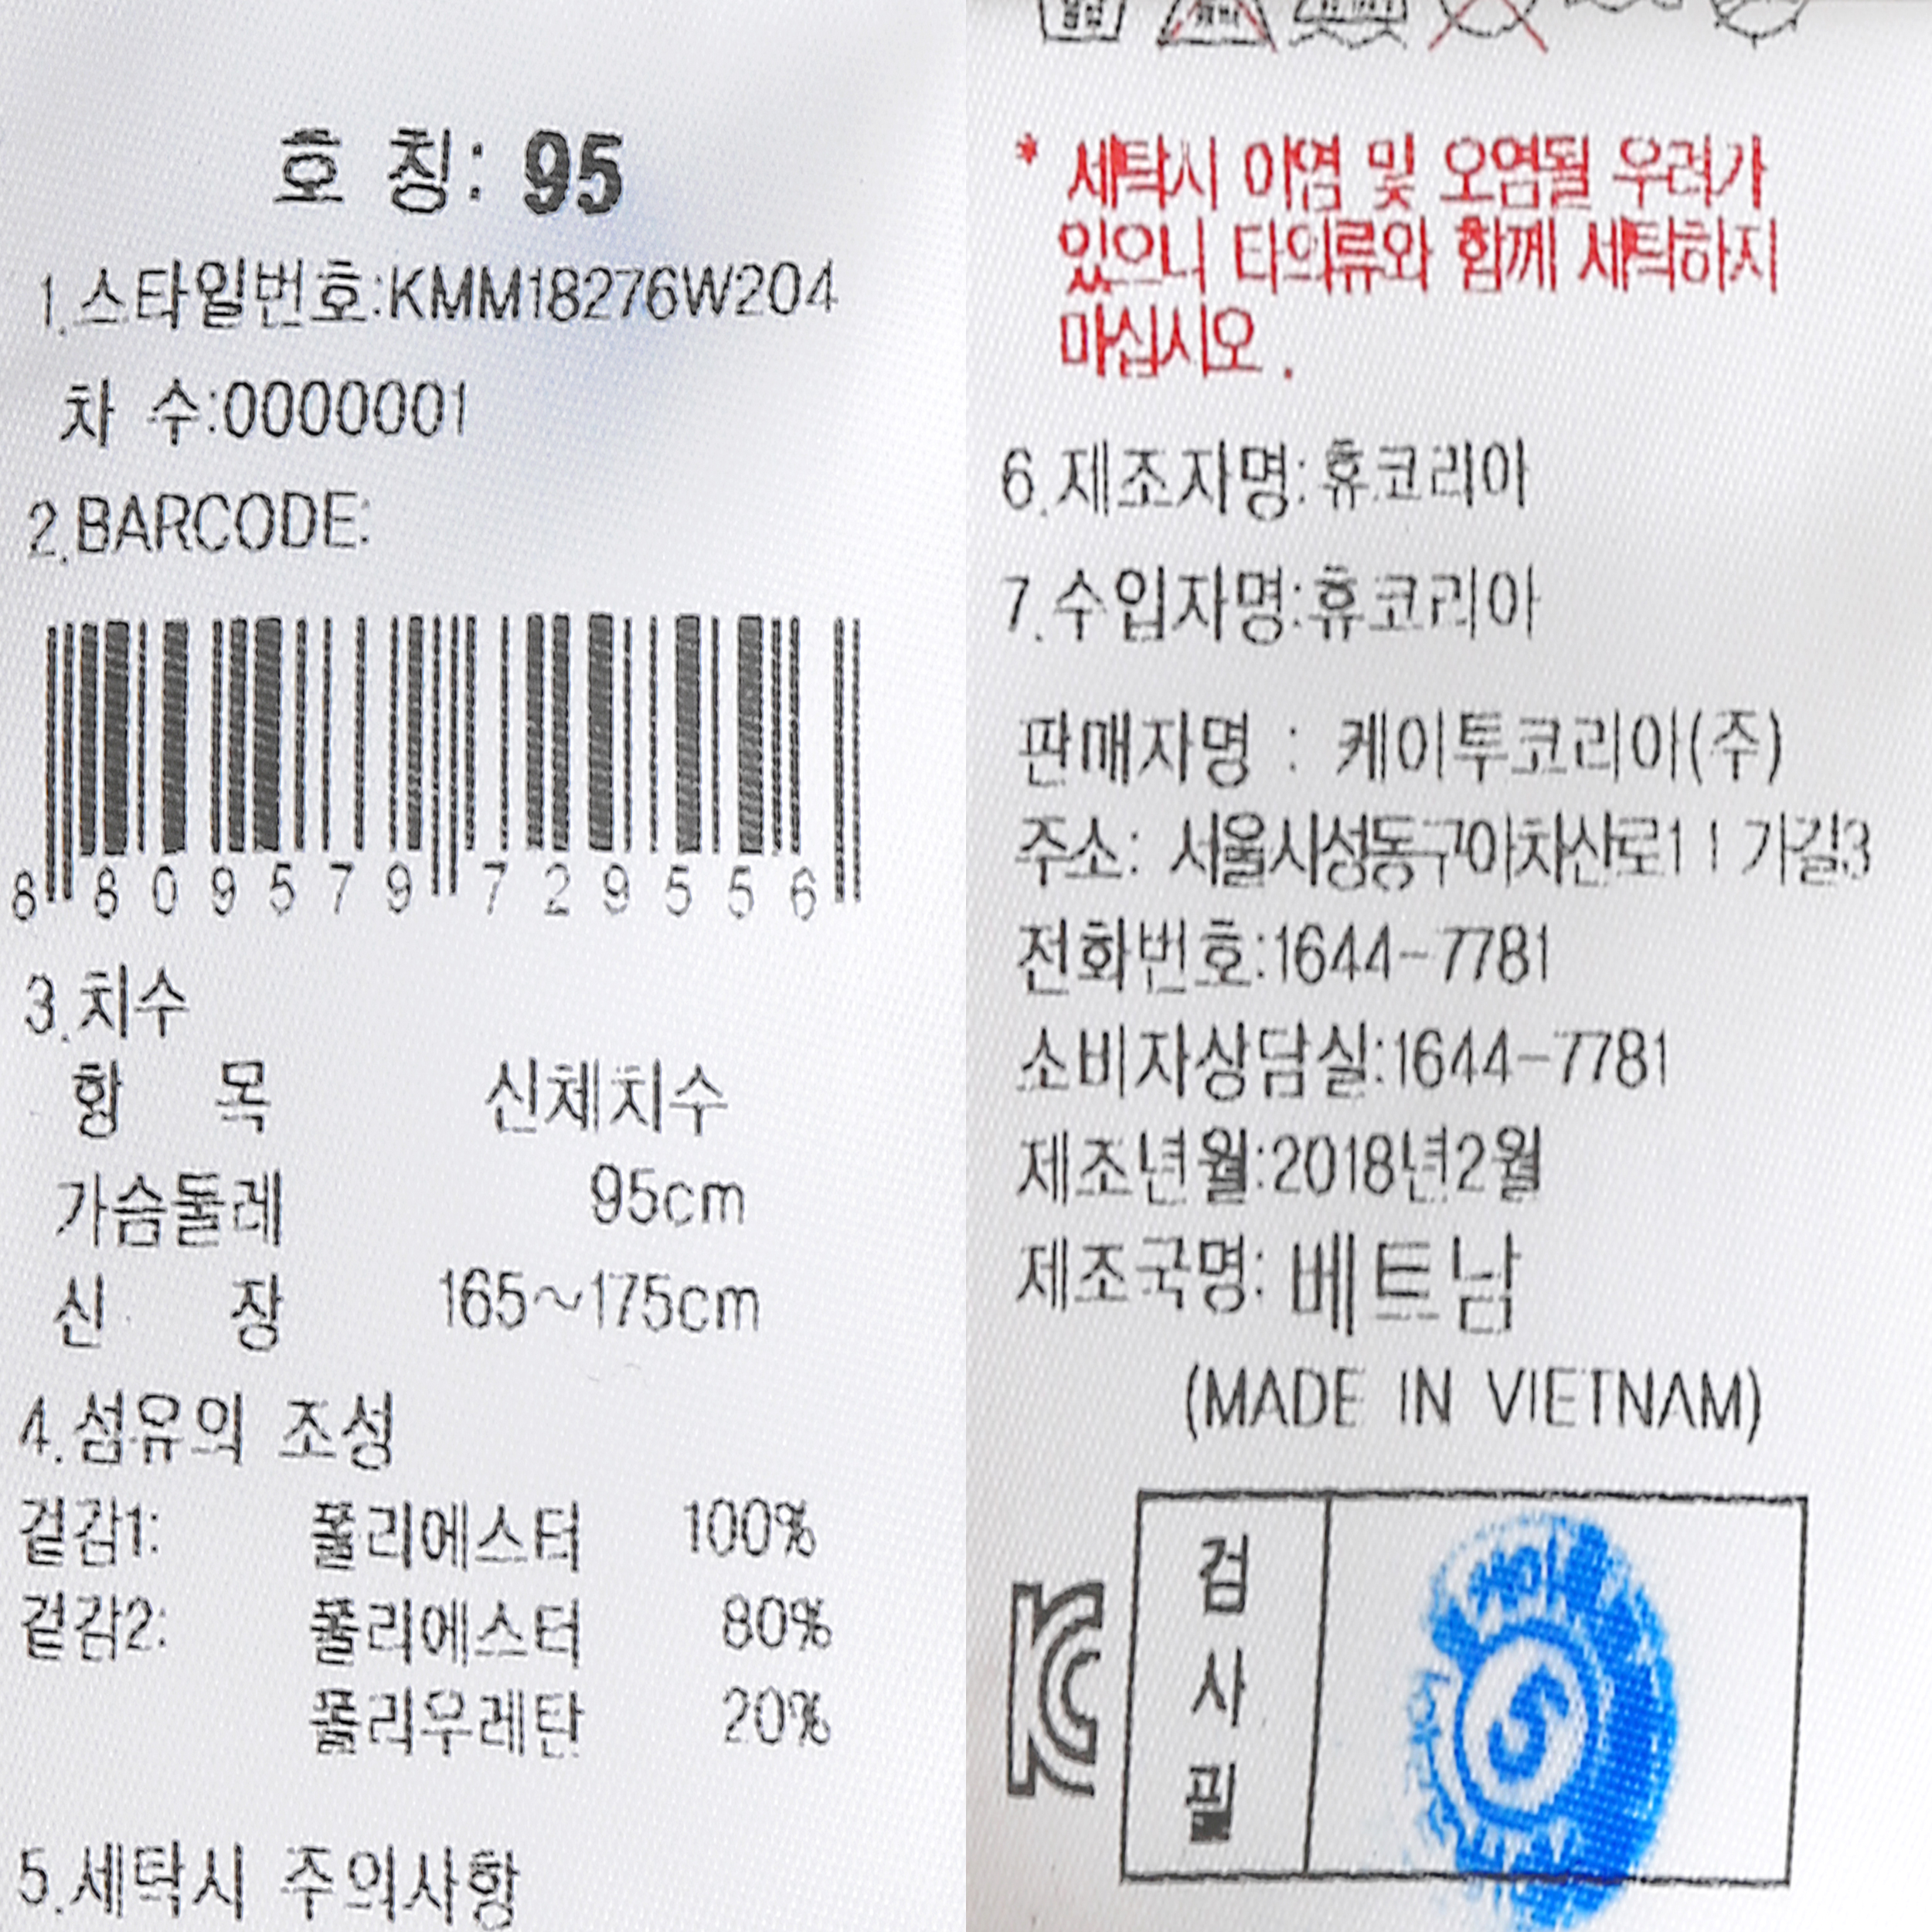 호 칭: 95
1.스타일번호:KMM18276W204
차 수:0000001
2.BARCODE:
8 809579 729556
3.치수
항 목 신체치수
가슴둘레 95cm
신 장 165~175cm
4.섬유의 조성
겉감1: 폴리에스터 100%
겉감2: 폴리에스터 80%
폴리우레탄 20%
5.세탁시 주의사항
* 세탁시 이염 및 오염될 우려가
있으니 타의류와 함께 세탁하지
마십시오.
6.제조자명:휴코리아
7.수입자명:휴코리아
판매자명 : 케이투코리아(주)
주소: 서울시성동구아차산로11가길3
전화번호:1644-7781
소비자상담실:1644-7781
제조년월:2018년2월
제조국명: 베트남
(MADE IN VIETNAM)
KC
검
사
필
S